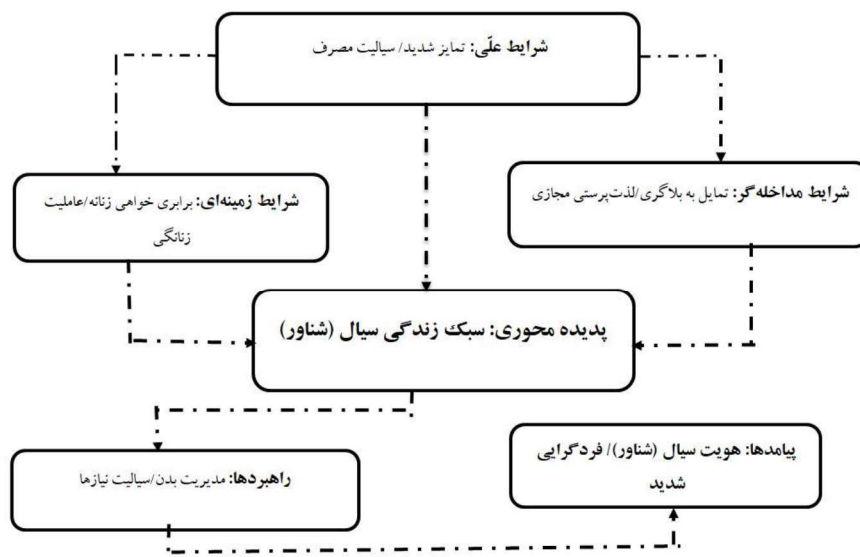 شرایط علّی: تمایز شدید/ سیالیت مصرف
شرایط مداخله‌گر: تمایل به بلاگری/لذت‌پرستی مجازی
شرایط زمینه‌ای: برابری خواهی زنانه/عاملیت
زنانگی
پدیده محوری: سبک زندگی سیال (شناور)
پیامدها: هویت سیال (شناور)/ فردگرایی
شدید
راهبردها: مدیریت بدن/سیالیت نیازها